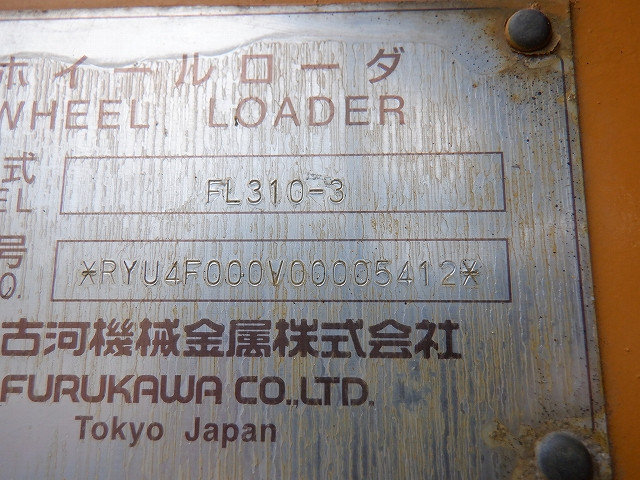 ホイールローダ
WHEEL LOADER
式
EL FL310-3
号
O. *RYU4F000V00005412*
古河機械金属株式会社
FURUKAWA CO.,LTD.
Tokyo Japan